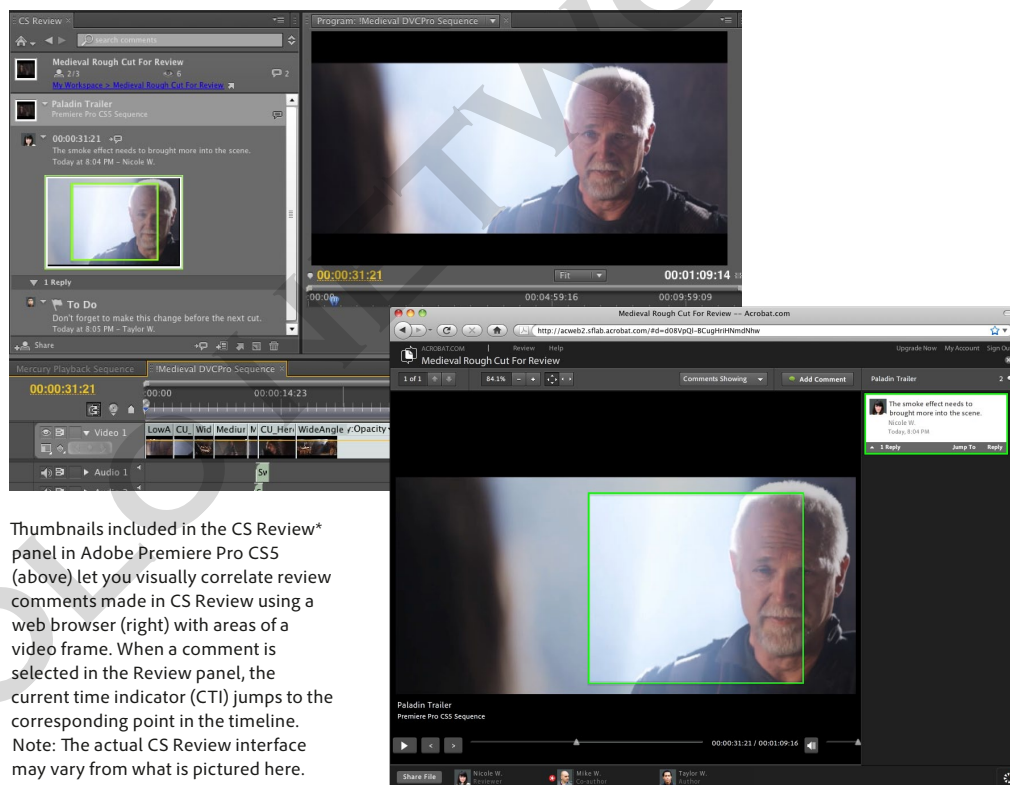 CS Review
Program: !Medieval DVCPro Sequence
search comments
Medieval Rough Cut For Review
2/3
6
2
My Workspace > Medieval Rough Cut For Review
Paladin Trailer
Premiere Pro CS5 Sequence
00:00:31:21
The smoke effect needs to brought more into the scene.
Today at 8:04 PM – Nicole W.
1 Reply
To Do
Don't forget to make this change before the next cut.
Today at 8:05 PM – Taylor W.
Share
00:00:31:21
Fit
00:01:09:14
00:00
00:04:59:16
00:09:59:09
Mercury Playback Sequence
!Medieval DVCPro Sequence
00:00:31:21
:00:00
00:00:14:23
Video 1
LowA CU_ Wid Mediur M CU_Her WideAngle r:Opacity
Audio 1
Sv
Medieval Rough Cut For Review -- Acrobat.com
http://acweb2.sflab.acrobat.com/#d=d08VpQI-8CugHriHNmdNhw
ACROBAT.COM | Review Help
Upgrade Now My Account Sign Ou
Medieval Rough Cut For Review
1 of 1
84.1%
Comments Showing
Add Comment
Paladin Trailer
2
The smoke effect needs to
brought more into the scene.
Nicole W.
Today, 8:04 PM
1 Reply Jump To Reply
Paladin Trailer
Premiere Pro CS5 Sequence
00:00:31:21 / 00:01:09:16
Share File
Nicole W.
Reviewer
Mike W.
Co-author
Taylor W.
Author
Thumbnails included in the CS Review*
panel in Adobe Premiere Pro CS5
(above) let you visually correlate review
comments made in CS Review using a
web browser (right) with areas of a
video frame. When a comment is
selected in the Review panel, the
current time indicator (CTI) jumps to the
corresponding point in the timeline.
Note: The actual CS Review interface
may vary from what is pictured here.